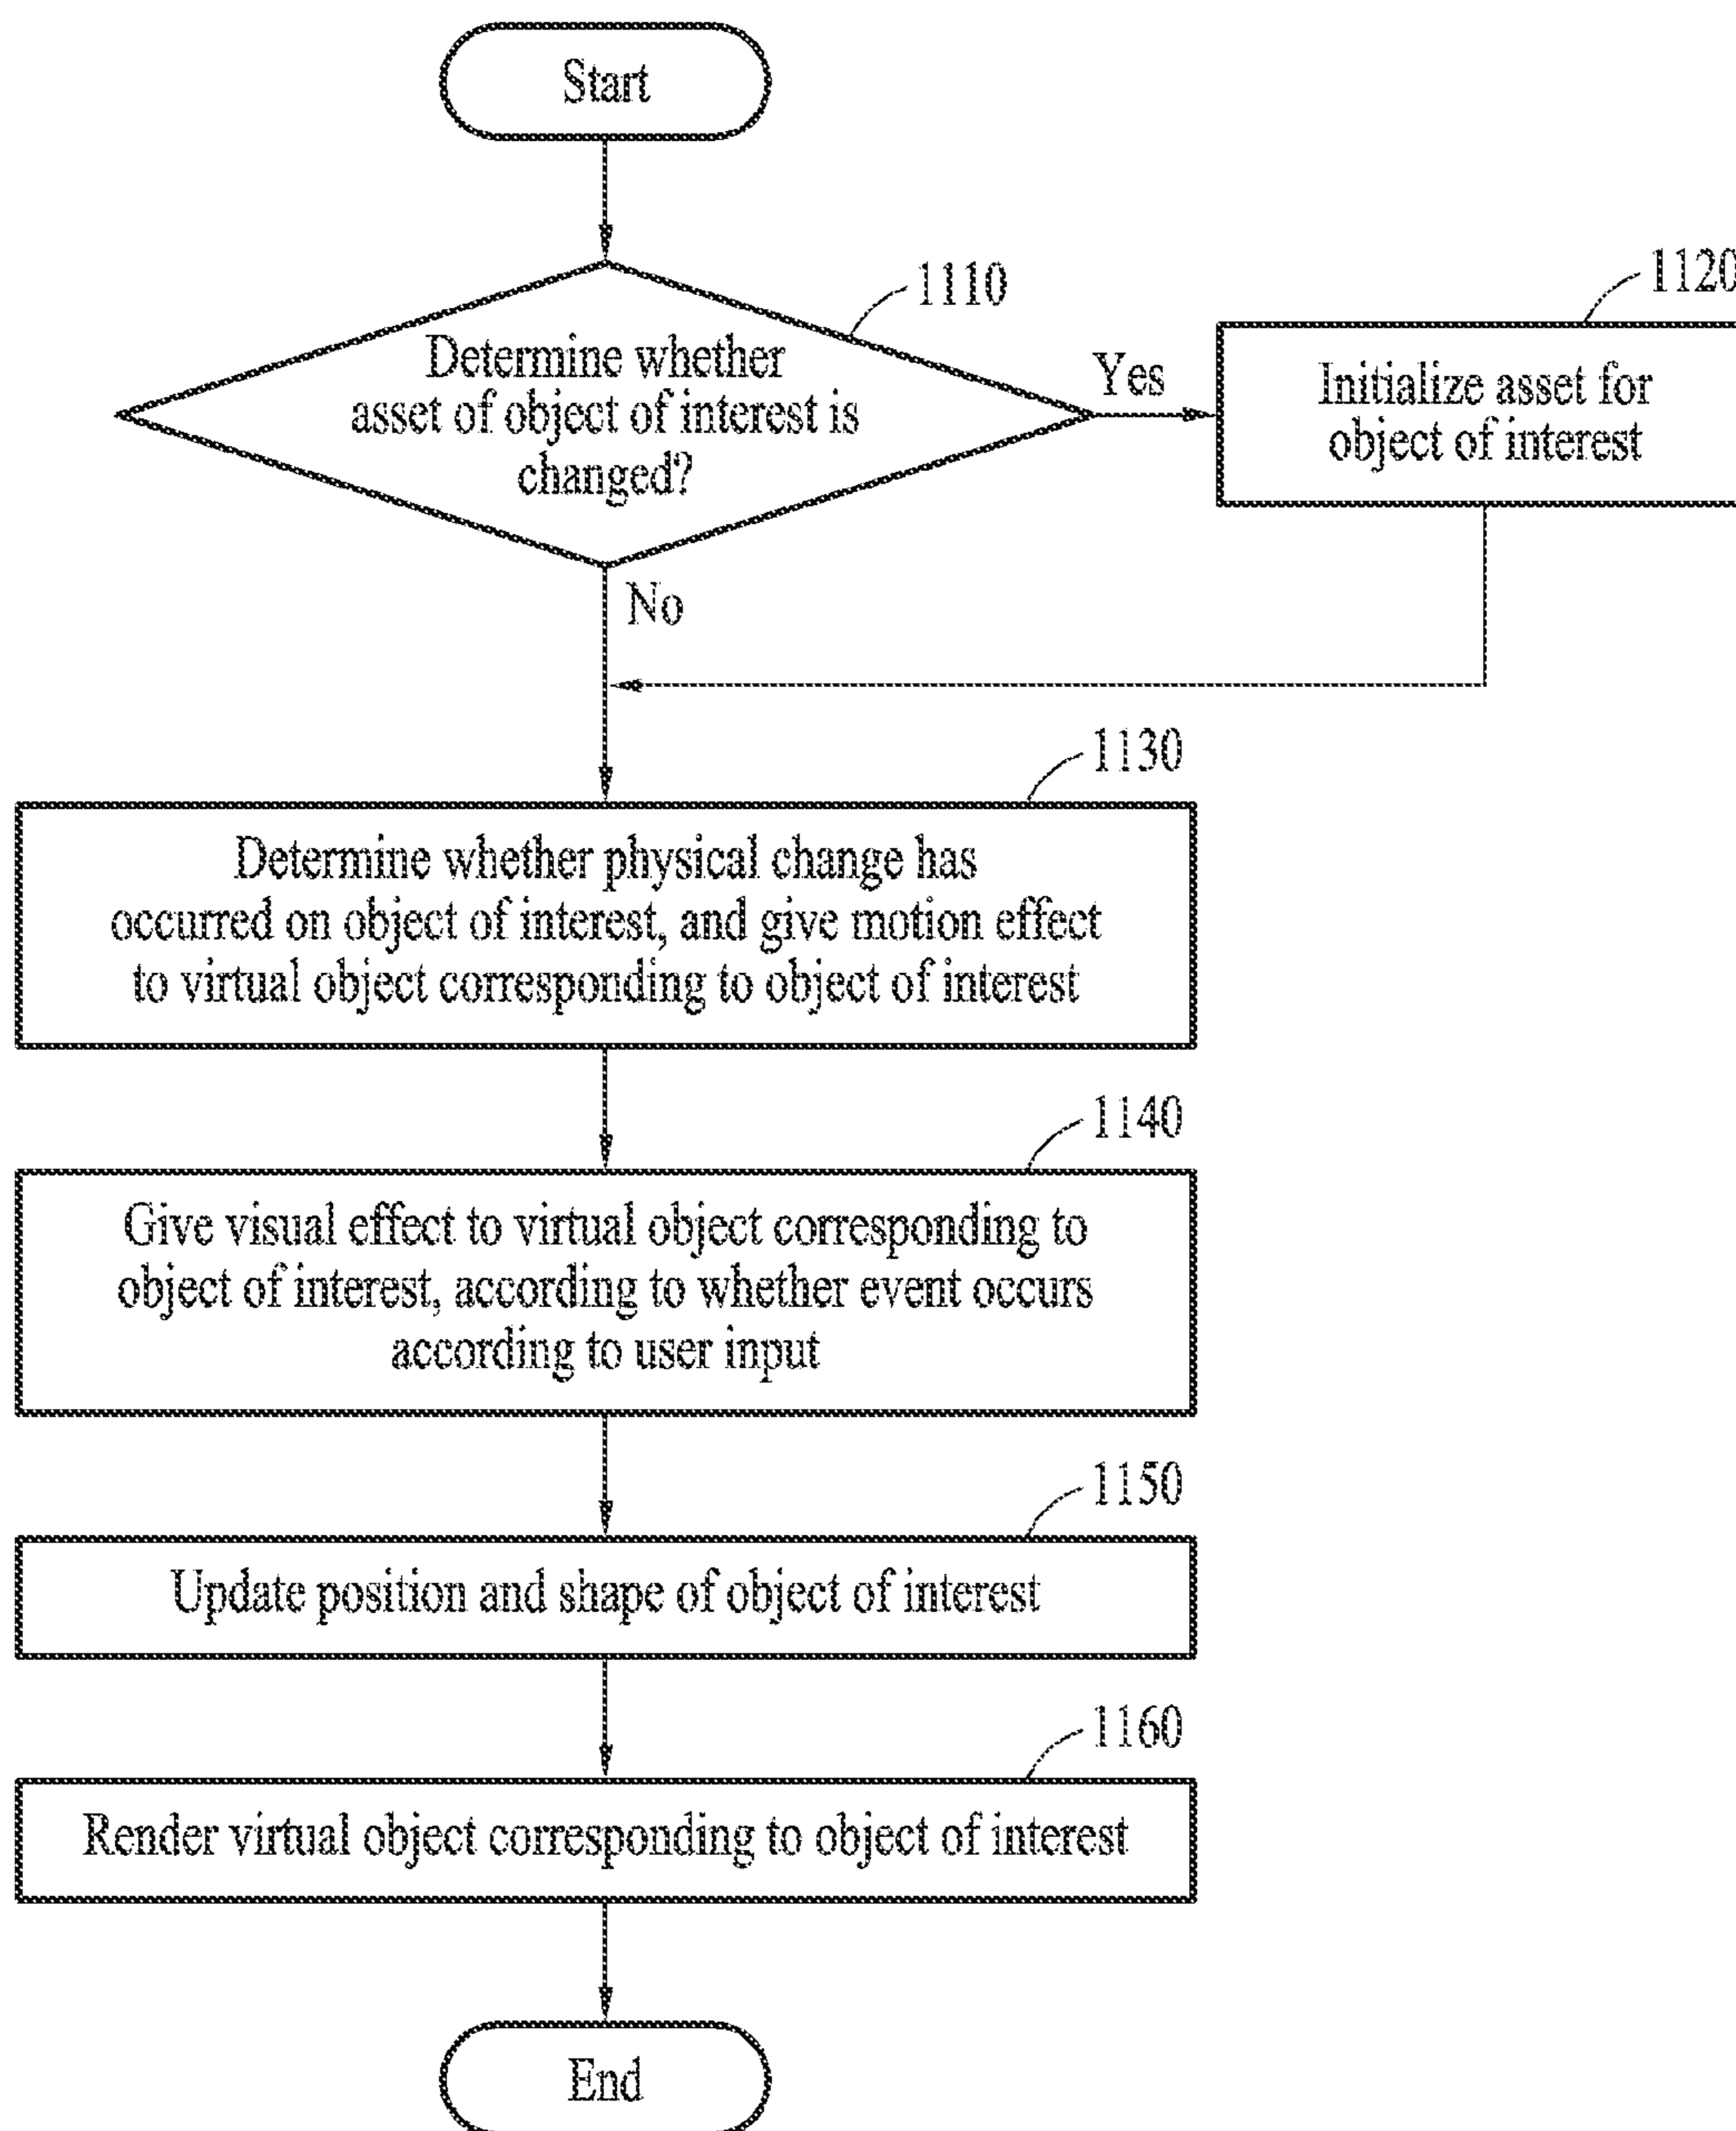 Start
1110
Determine whether
asset of object of interest is
changed?
Yes
1120
Initialize asset for
object of interest
No
1130
Determine whether physical change has
occurred on object of interest, and give motion effect
to virtual object corresponding to object of interest
1140
Give visual effect to virtual object corresponding to
object of interest, according to whether event occurs
according to user input
1150
Update position and shape of object of interest
1160
Render virtual object corresponding to object of interest
End